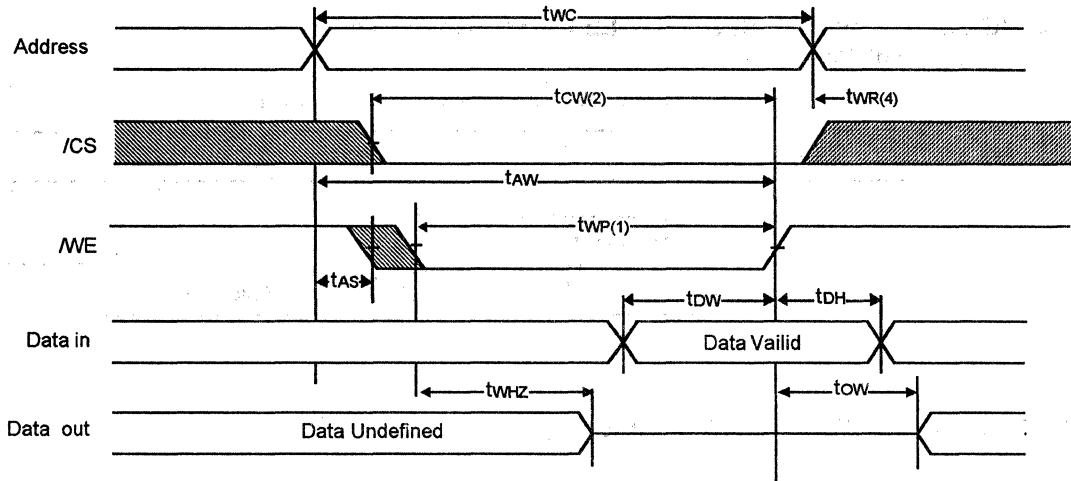 tWC
Address
tCW(2)
tWR(4)
/CS
tAW
/WE
tWP(1)
tAS
tDW
tDH
Data in
Data Vailid
tWHZ
tOW
Data out
Data Undefined